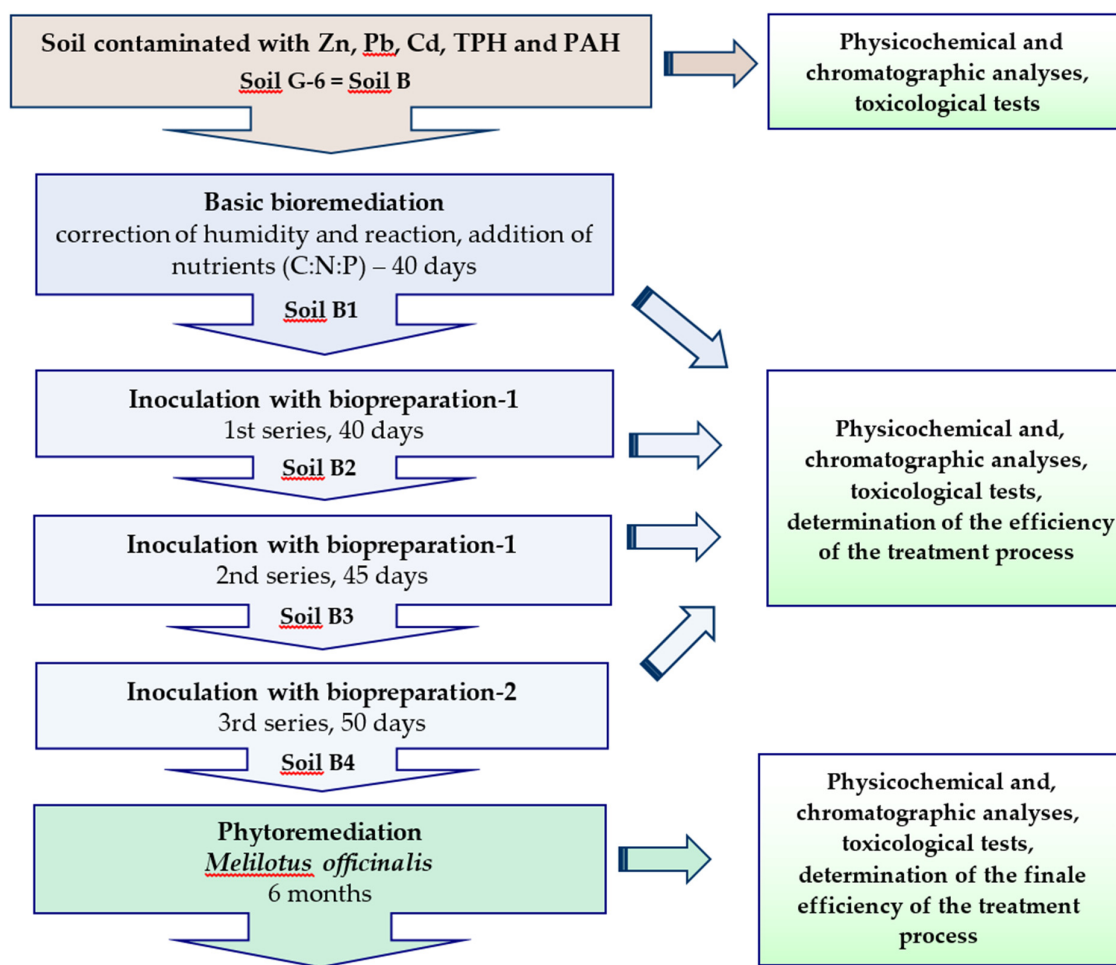 Soil contaminated with Zn, Pb, Cd, TPH and PAH
Soil G-6 = Soil B
Physicochemical and
chromatographic analyses,
toxicological tests
Basic bioremediation
correction of humidity and reaction, addition of
nutrients (C:N:P) – 40 days
Soil B1
Inoculation with biopreparation-1
1st series, 40 days
Soil B2
Inoculation with biopreparation-1
2nd series, 45 days
Soil B3
Inoculation with biopreparation-2
3rd series, 50 days
Soil B4
Physicochemical and,
chromatographic analyses,
toxicological tests,
determination of the efficiency
of the treatment process
Phytoremediation
Melilotus officinalis
6 months
Physicochemical and,
chromatographic analyses,
toxicological tests,
determination of the finale
efficiency of the treatment
process